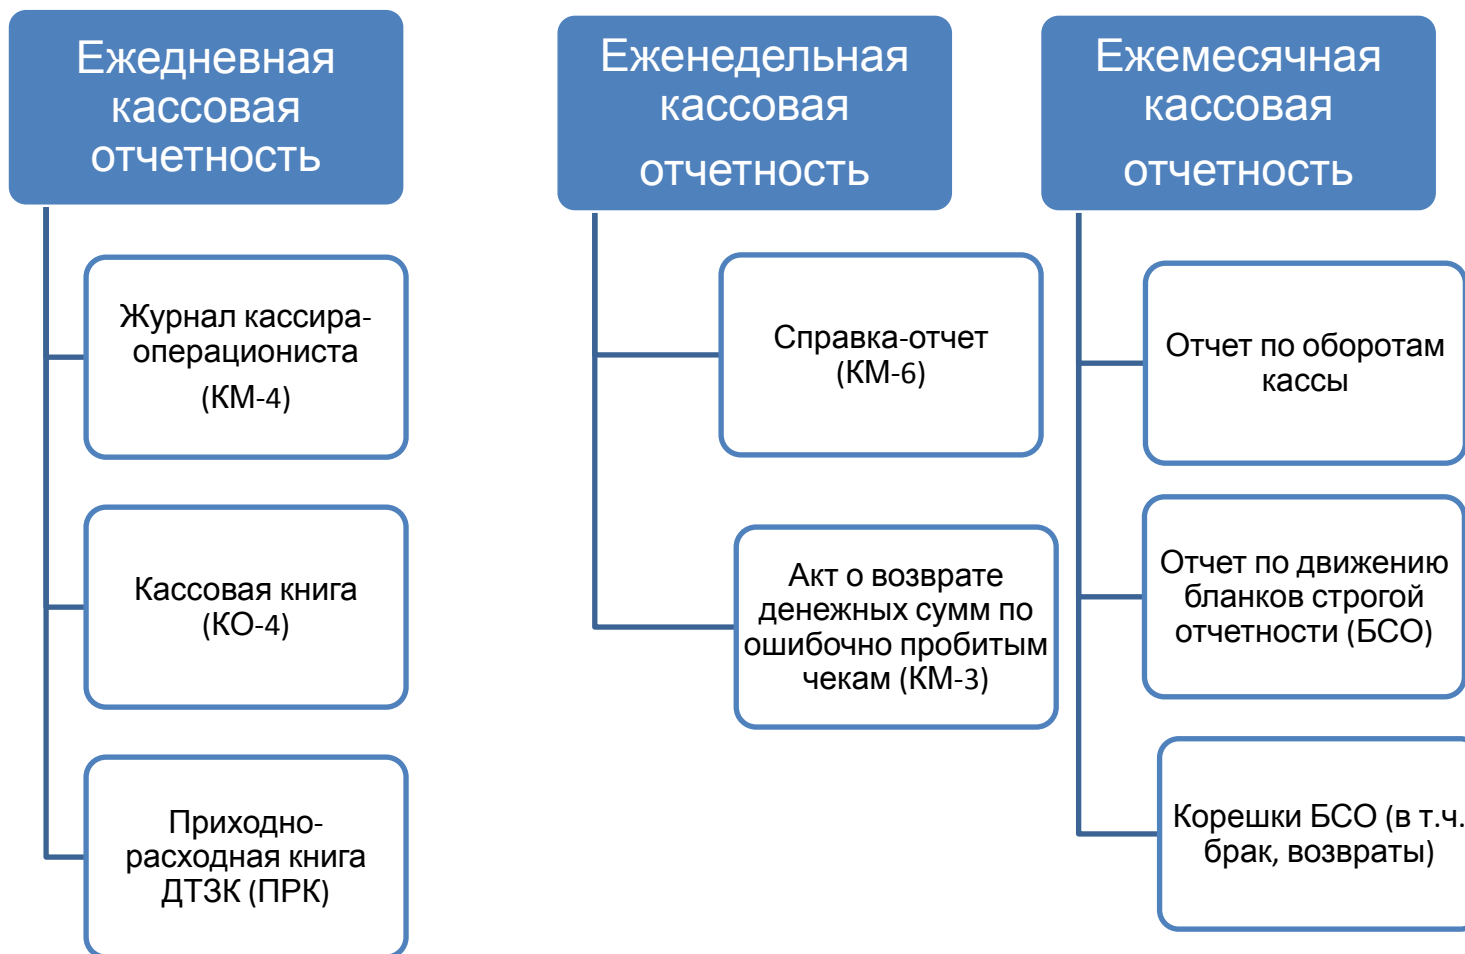 Ежедневная
кассовая
отчетность
Журнал кассира-
операциониста
(КМ-4)
Кассовая книга
(КО-4)
Приходно-
расходная книга
ДТЗК (ПРК)
Еженедельная
кассовая
отчетность
Справка-отчет
(КМ-6)
Акт о возврате
денежных сумм по
ошибочно пробитым
чекам (КМ-3)
Ежемесячная
кассовая
отчетность
Отчет по оборотам
кассы
Отчет по движению
бланков строгой
отчетности (БСО)
Корешки БСО (в т.ч.
брак, возвраты)